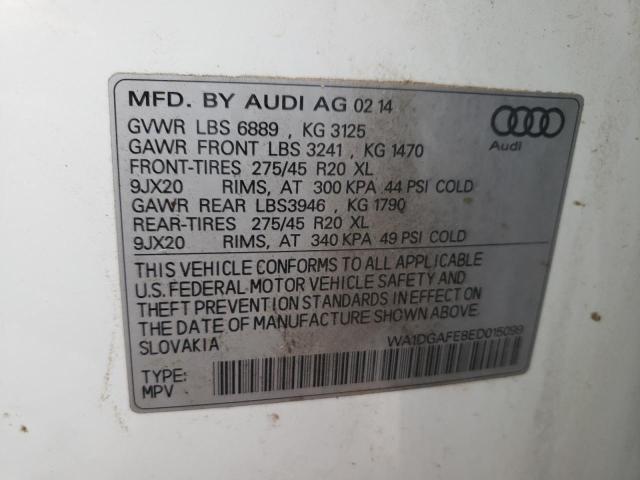 MFD. BY AUDI AG 02 14
GVWR LBS 6889 , KG 3125
GAWR FRONT LBS 3241 , KG 1470
FRONT-TIRES 275/45 R20 XL
9JX20 RIMS, AT 300 KPA 44 PSI COLD
GAWR REAR LBS3946 , KG 1790
REAR-TIRES 275/45 R20 XL
9JX20 RIMS, AT 340 KPA 49 PSI COLD
Audi
THIS VEHICLE CONFORMS TO ALL APPLICABLE
U.S. FEDERAL-MOTOR VEHICLE SAFETY AND
THEFT PREVENTION STANDARDS IN EFFECT ON
THE DATE OF MANUFACTURE SHOWN ABOVE.
SLOVAKIA WA1DGAFE8ED015099
TYPE:
MPV